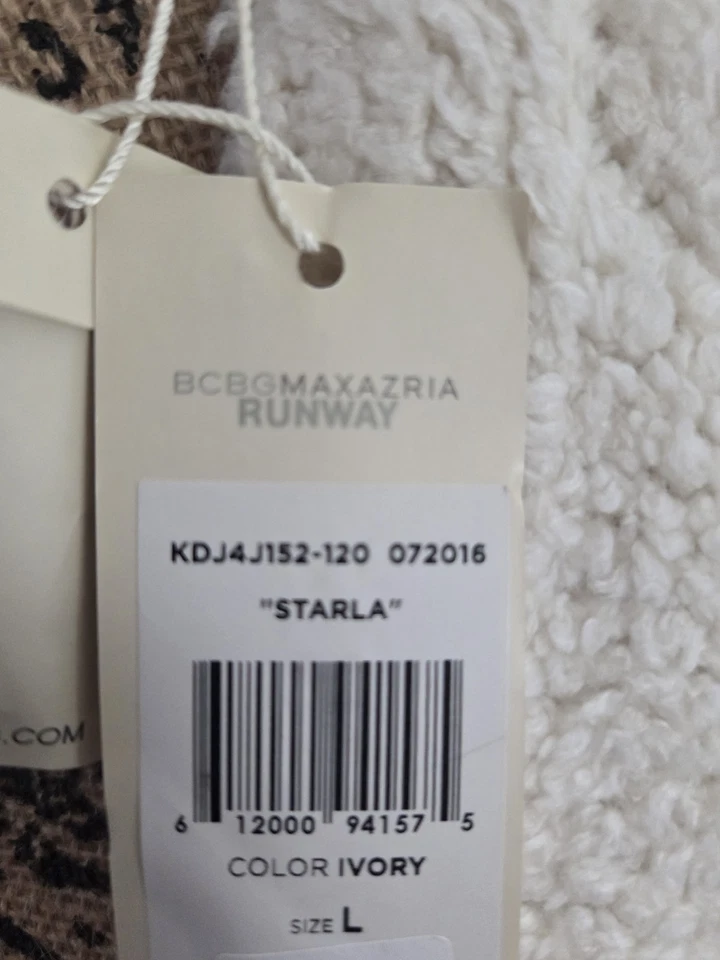 BCBGMAXAZRIA
RUNWAY
KDJ4J152-120 072016
"STARLA"
6 12000 94157 5
COLOR IVORY
SIZE L
.COM